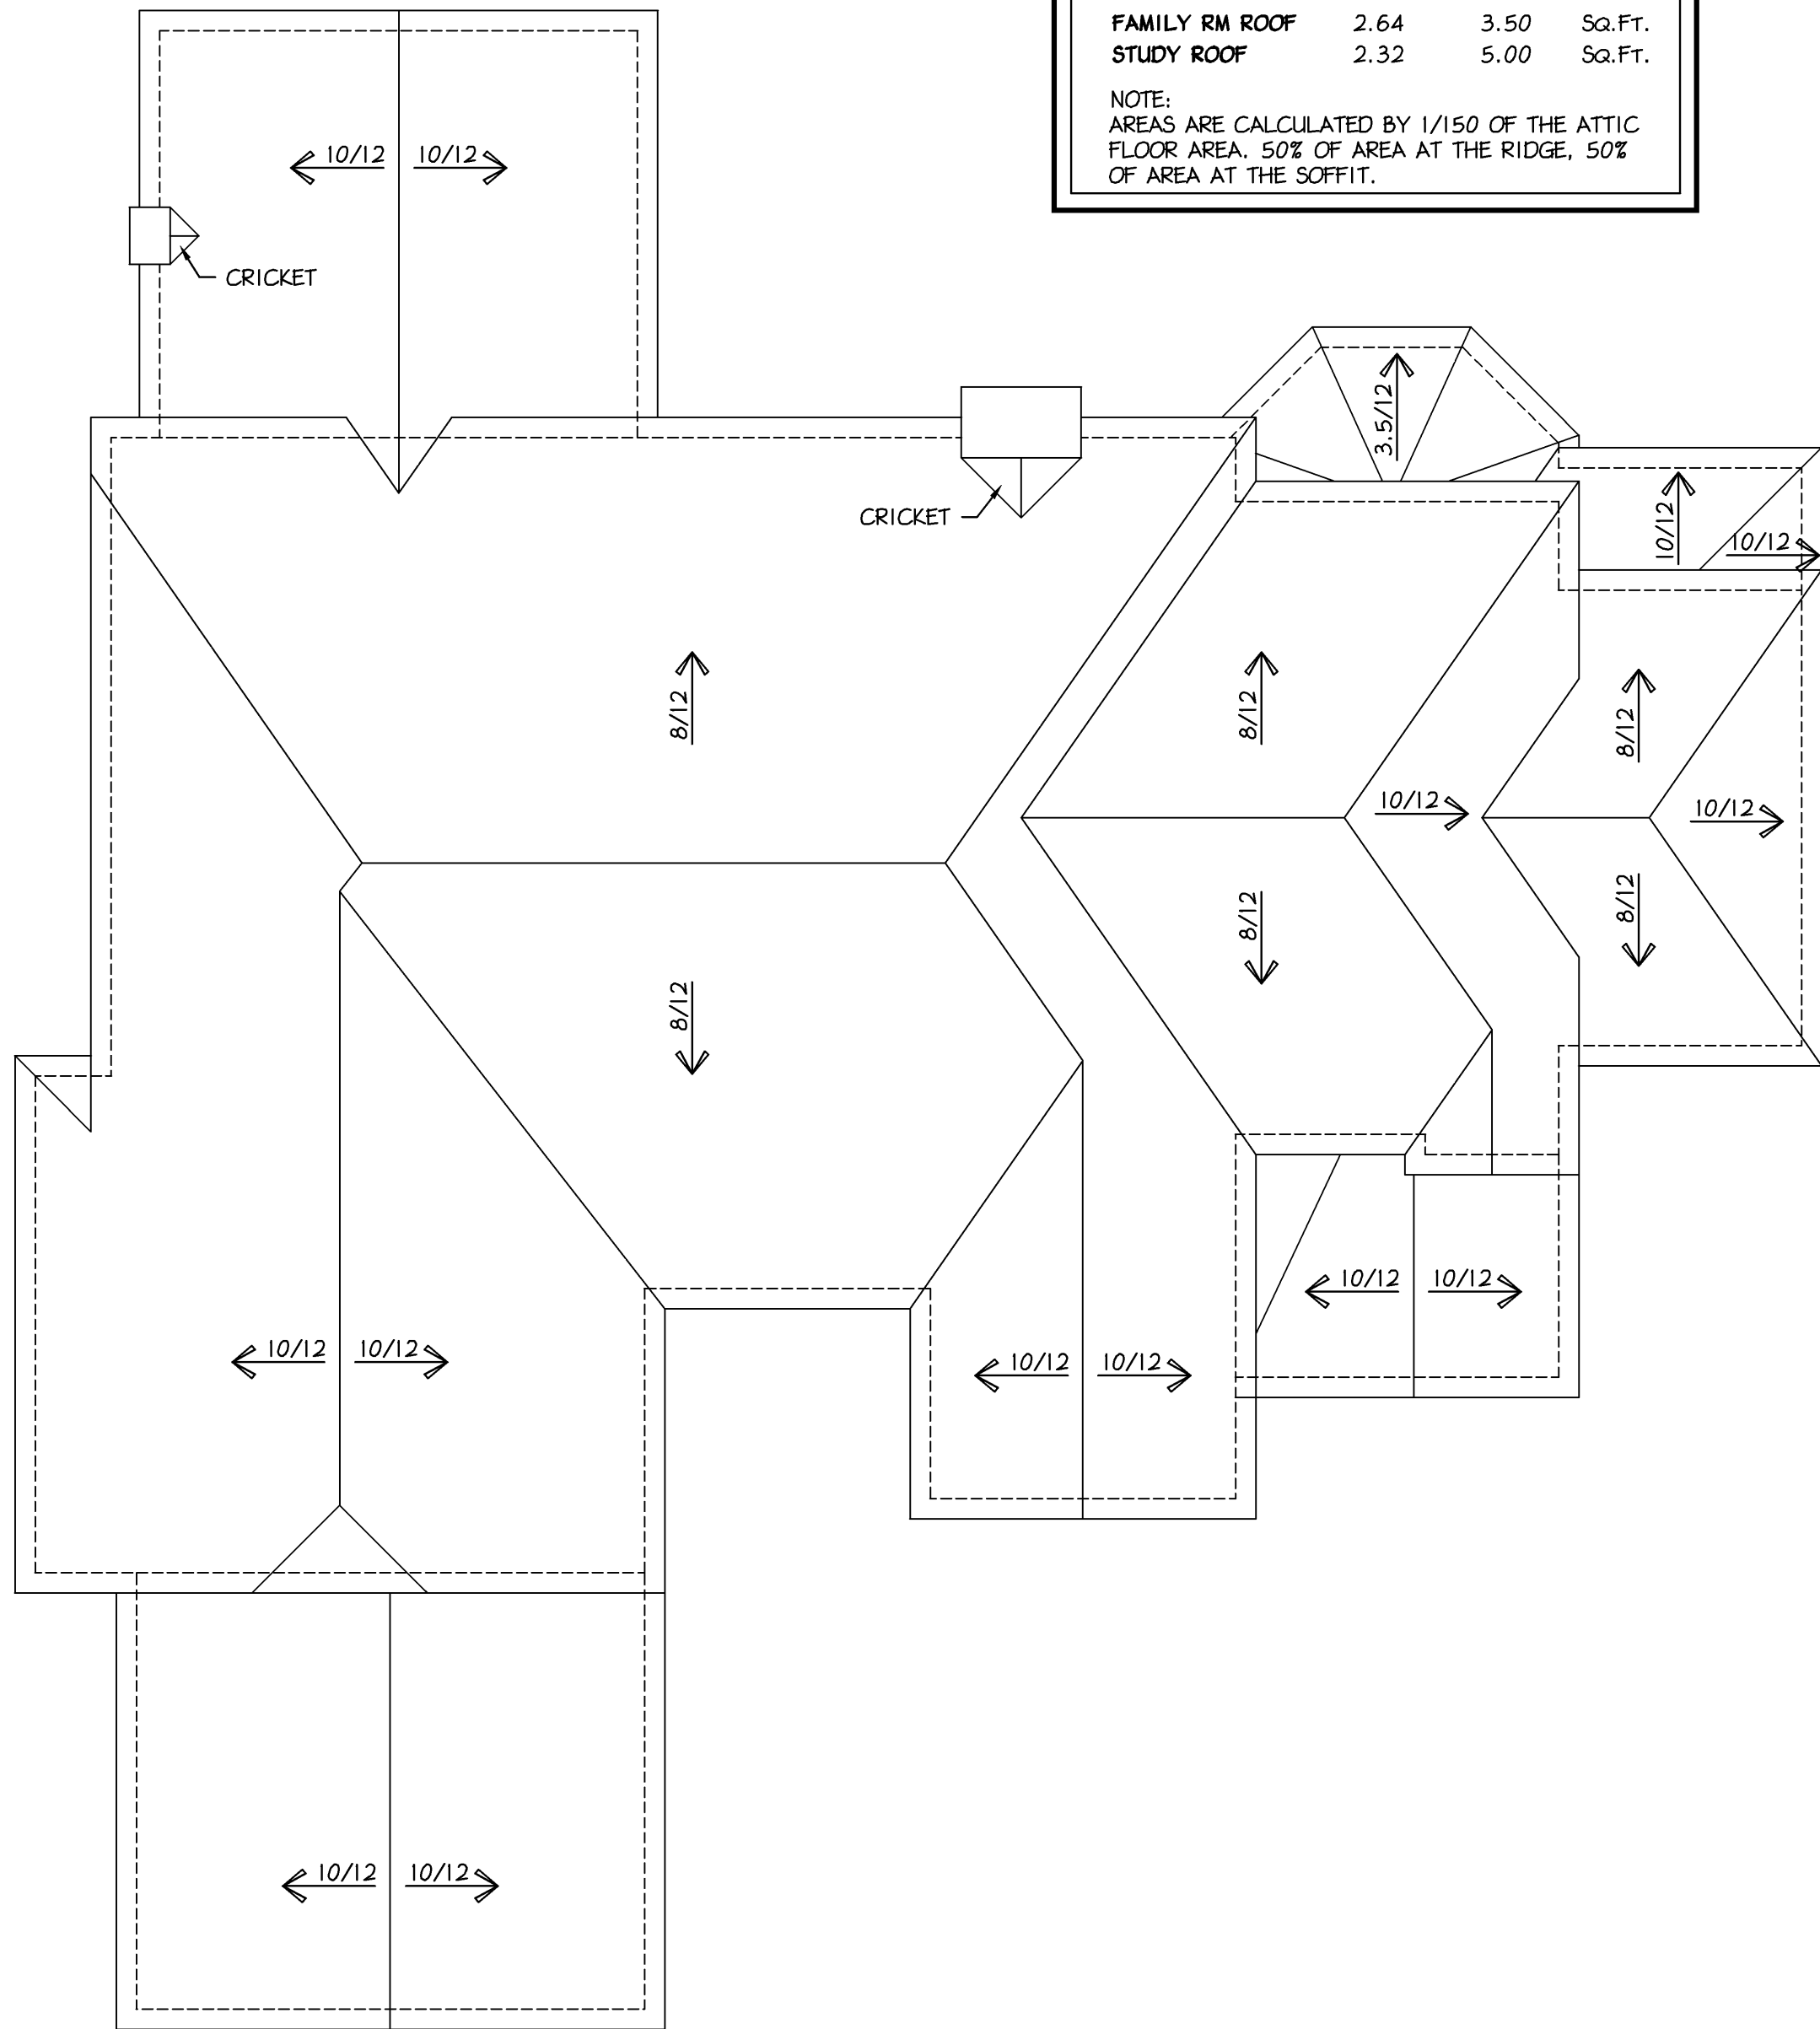 FAMILY RM ROOF 2.64 3.50 SQ.FT.
STUDY ROOF 2.32 5.00 SQ.FT.
NOTE:
AREAS ARE CALCULATED BY 1/150 OF THE ATTIC
FLOOR AREA. 50% OF AREA AT THE RIDGE, 50%
OF AREA AT THE SOFFIT.
10/12 10/12
CRICKET
3.5/12
CRICKET
10/12
10/12
8/12
8/12
8/12
10/12
10/12
8/12
8/12
8/12
10/12 10/12
10/12 10/12
10/12 10/12
10/12 10/12